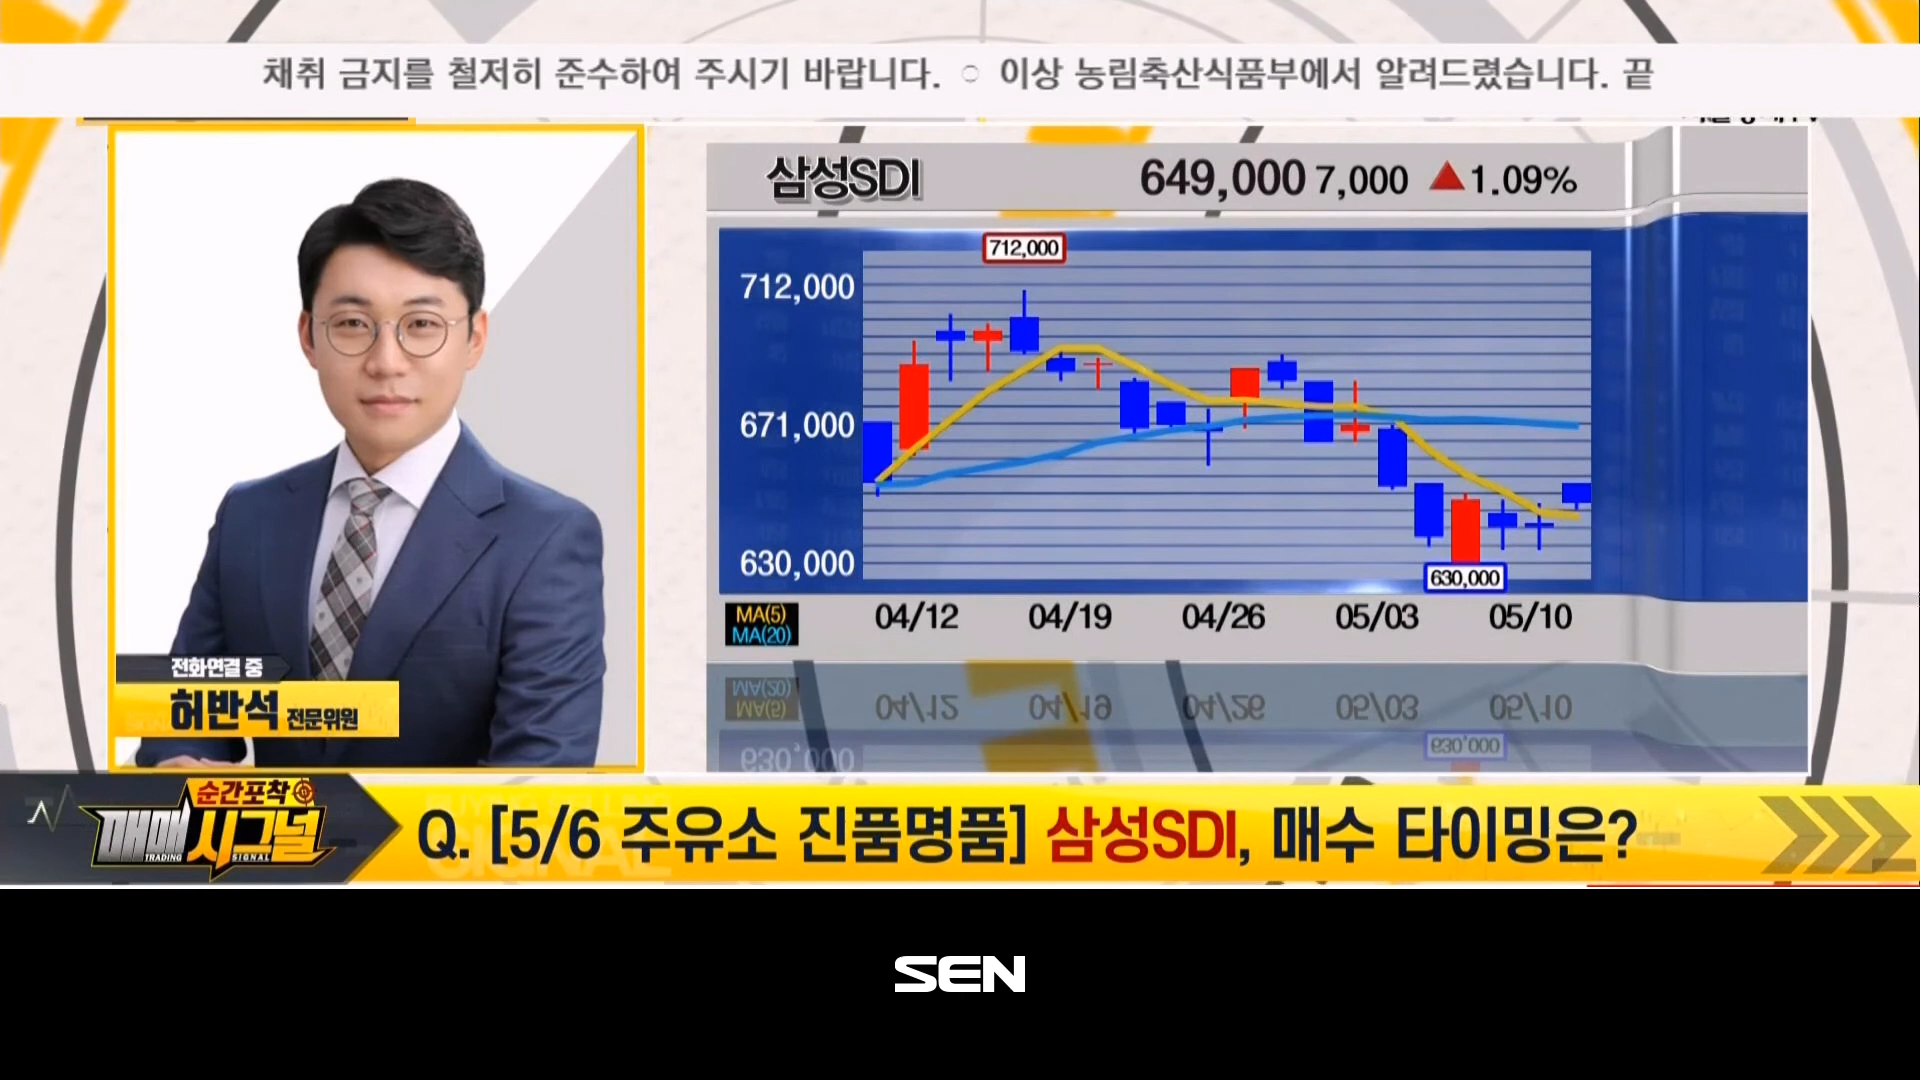 채취 금지를 철저히 준수하여 주시기 바랍니다. ○ 이상 농림축산식품부에서 알려드렸습니다. 끝
삼성SDI 649,000 7,000 ▲1.09%
712,000
712,000
671,000
630,000
630,000
MA(5)
MA(20)
04/12 04/19 04/26 05/03 05/10
전화연결 중
허반석 전문위원
순간포착
매매시그널
TRADING SIGNAL
Q. [5/6 주유소 진품명품] 삼성SDI, 매수 타이밍은?
SEN